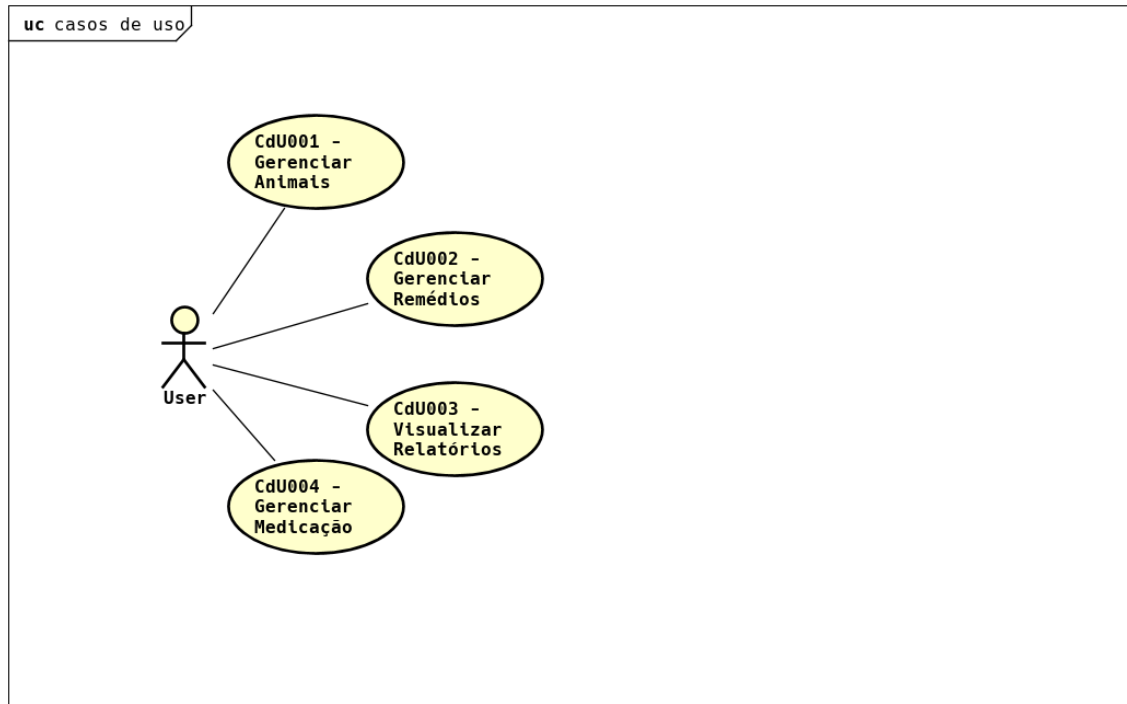 uc casos de uso
CdU001 -
Gerenciar
Animais
CdU002 -
Gerenciar
Remédios
User
CdU003 -
Visualizar
Relatórios
CdU004 -
Gerenciar
Medicação